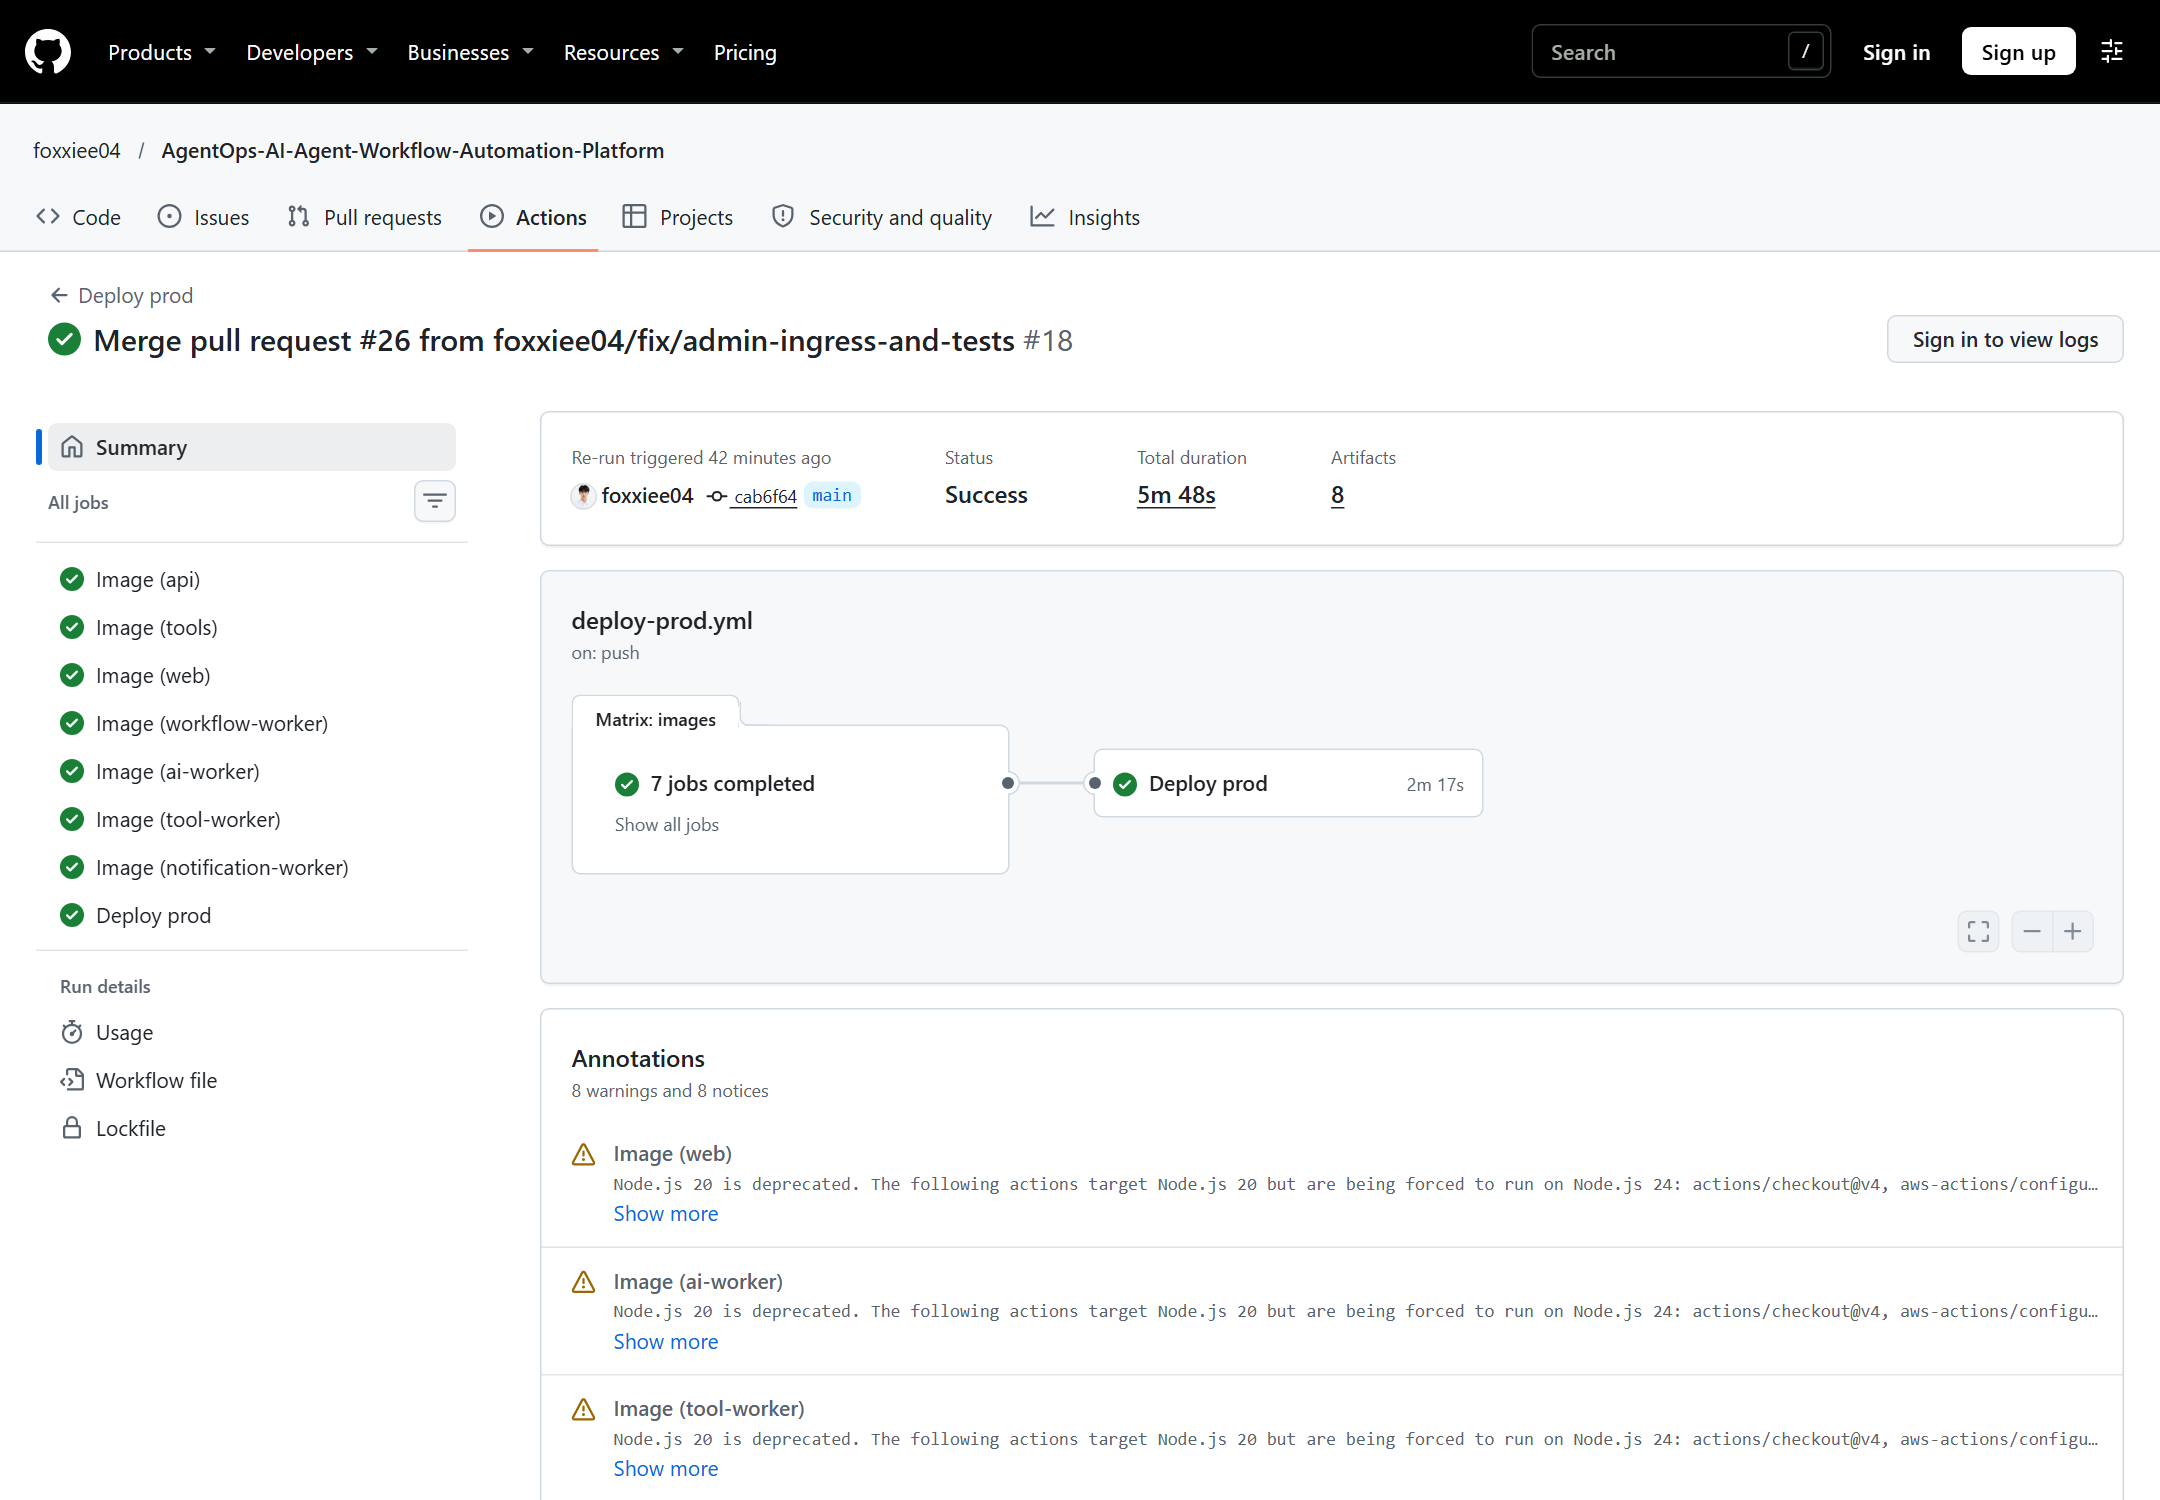 Products Developers Businesses Resources Pricing Search / Sign in Sign up
foxxiee04 / AgentOps-AI-Agent-Workflow-Automation-Platform
Code Issues Pull requests Actions Projects Security and quality Insights
Deploy prod
Merge pull request #26 from foxxiee04/fix/admin-ingress-and-tests #18
Sign in to view logs
Summary
All jobs
Image (api)
Image (tools)
Image (web)
Image (workflow-worker)
Image (ai-worker)
Image (tool-worker)
Image (notification-worker)
Deploy prod
Run details
Usage
Workflow file
Lockfile
Re-run triggered 42 minutes ago
foxxiee04 cab6f64 main
Status
Success
Total duration
5m 48s
Artifacts
8
deploy-prod.yml
on: push
Matrix: images
7 jobs completed
Show all jobs
Deploy prod 2m 17s
Annotations
8 warnings and 8 notices
Image (web)
Node.js 20 is deprecated. The following actions target Node.js 20 but are being forced to run on Node.js 24: actions/checkout@v4, aws-actions/configu…
Show more
Image (ai-worker)
Node.js 20 is deprecated. The following actions target Node.js 20 but are being forced to run on Node.js 24: actions/checkout@v4, aws-actions/configu…
Show more
Image (tool-worker)
Node.js 20 is deprecated. The following actions target Node.js 20 but are being forced to run on Node.js 24: actions/checkout@v4, aws-actions/configu…
Show more